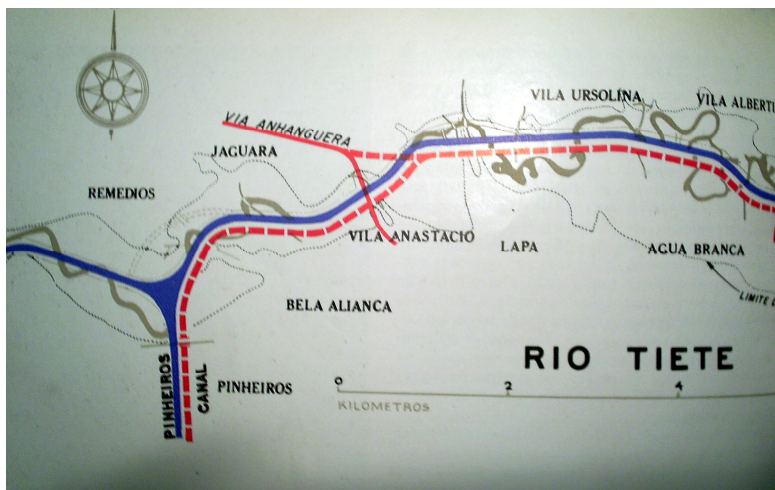 VILA URSOLINA
VILA ALBERTI
VIA ANHANGUERA
JAGUARA
REMEDIOS
VILA ANASTACIO
LAPA
AGUA BRANCA
LIMITE
BELA ALIANCA
RIO TIETE
PINHEIROS
CANAL
PINHEIROS
0 2 4
KILOMETROS